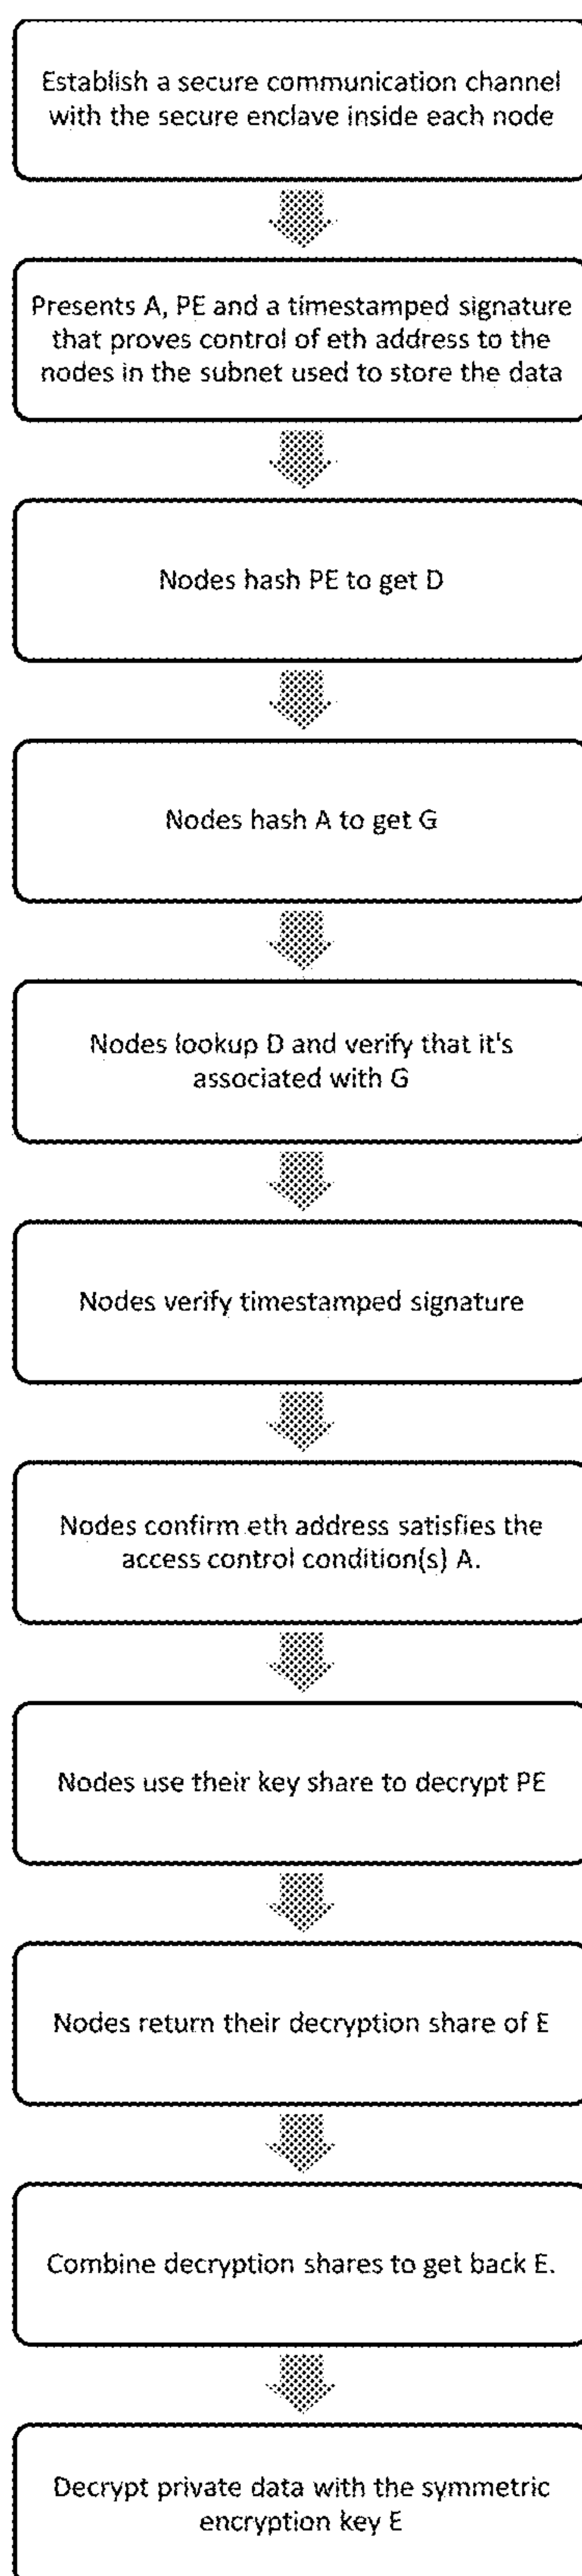 Establish a secure communication channel
with the secure enclave inside each node
Presents A, PE and a timestamped signature
that proves control of eth address to the
nodes in the subnet used to store the data
Nodes hash PE to get D
Nodes hash A to get G
Nodes lookup D and verify that it's
associated with G
Nodes verify timestamped signature
Nodes confirm eth address satisfies the
access control condition(s) A.
Nodes use their key share to decrypt PE
Nodes return their decryption share of E
Combine decryption shares to get back E.
Decrypt private data with the symmetric
encryption key E